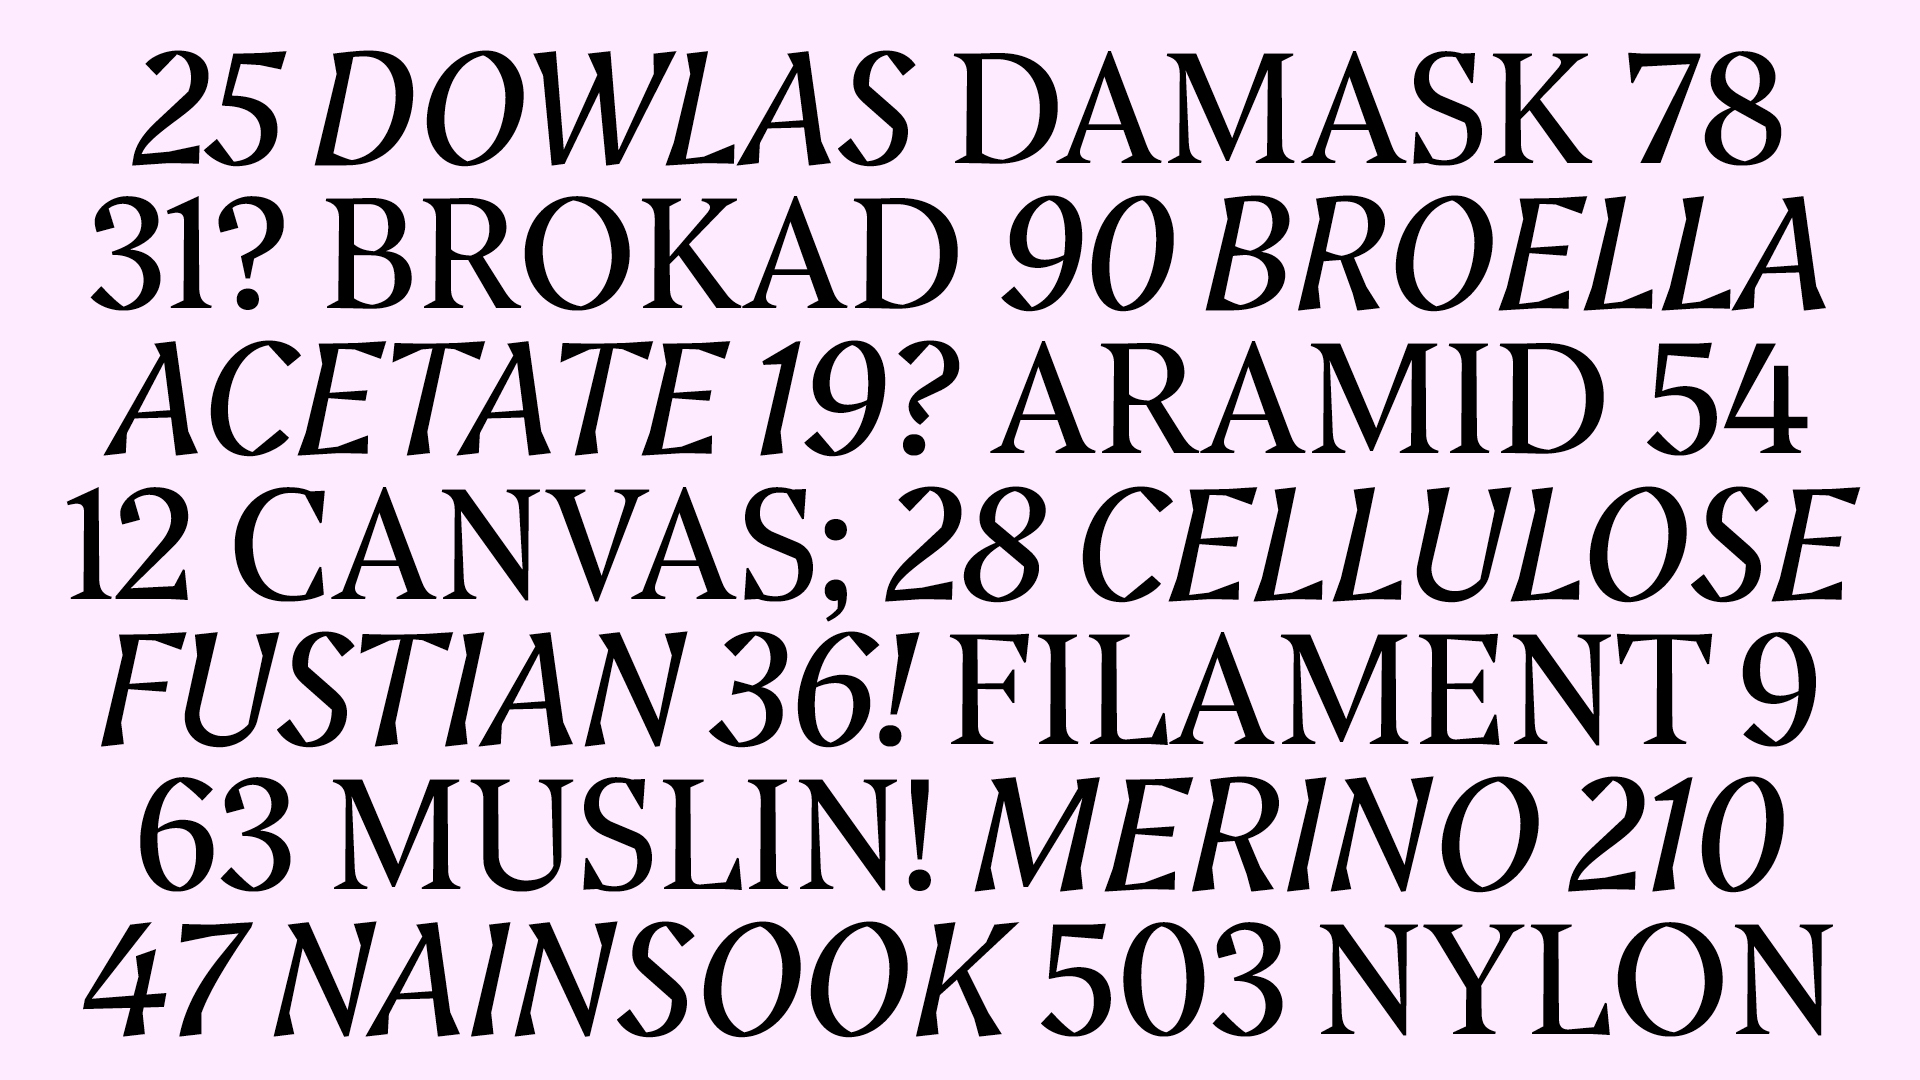 25 DOWLAS DAMASK 78
31? BROKAD 90 BROELLA
ACETATE 19? ARAMID 54
12 CANVAS; 28 CELLULOSE
FUSTIAN 36! FILAMENT 9
63 MUSLIN! MERINO 210
47 NAINSOOK 503 NYLON